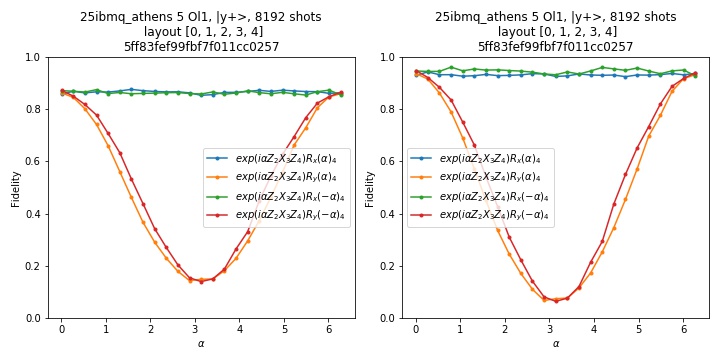 25ibmq_athens 5 Ol1, |y+>, 8192 shots
layout [0, 1, 2, 3, 4]
5ff83fef99fbf7f011cc0257
Fidelity
1.0
0.8
0.6
0.4
0.2
0.0
exp(iαZ₂X₃Z₄)Rₓ(α)₄
exp(iαZ₂X₃Z₄)Rᵧ(α)₄
exp(iαZ₂X₃Z₄)Rₓ(−α)₄
exp(iαZ₂X₃Z₄)Rᵧ(−α)₄
0 1 2 3 4 5 6
α
25ibmq_athens 5 Ol1, |y+>, 8192 shots
layout [0, 1, 2, 3, 4]
5ff83fef99fbf7f011cc0257
Fidelity
1.0
0.8
0.6
0.4
0.2
0.0
exp(iαZ₂X₃Z₄)Rₓ(α)₄
exp(iαZ₂X₃Z₄)Rᵧ(α)₄
exp(iαZ₂X₃Z₄)Rₓ(−α)₄
exp(iαZ₂X₃Z₄)Rᵧ(−α)₄
0 1 2 3 4 5 6
α